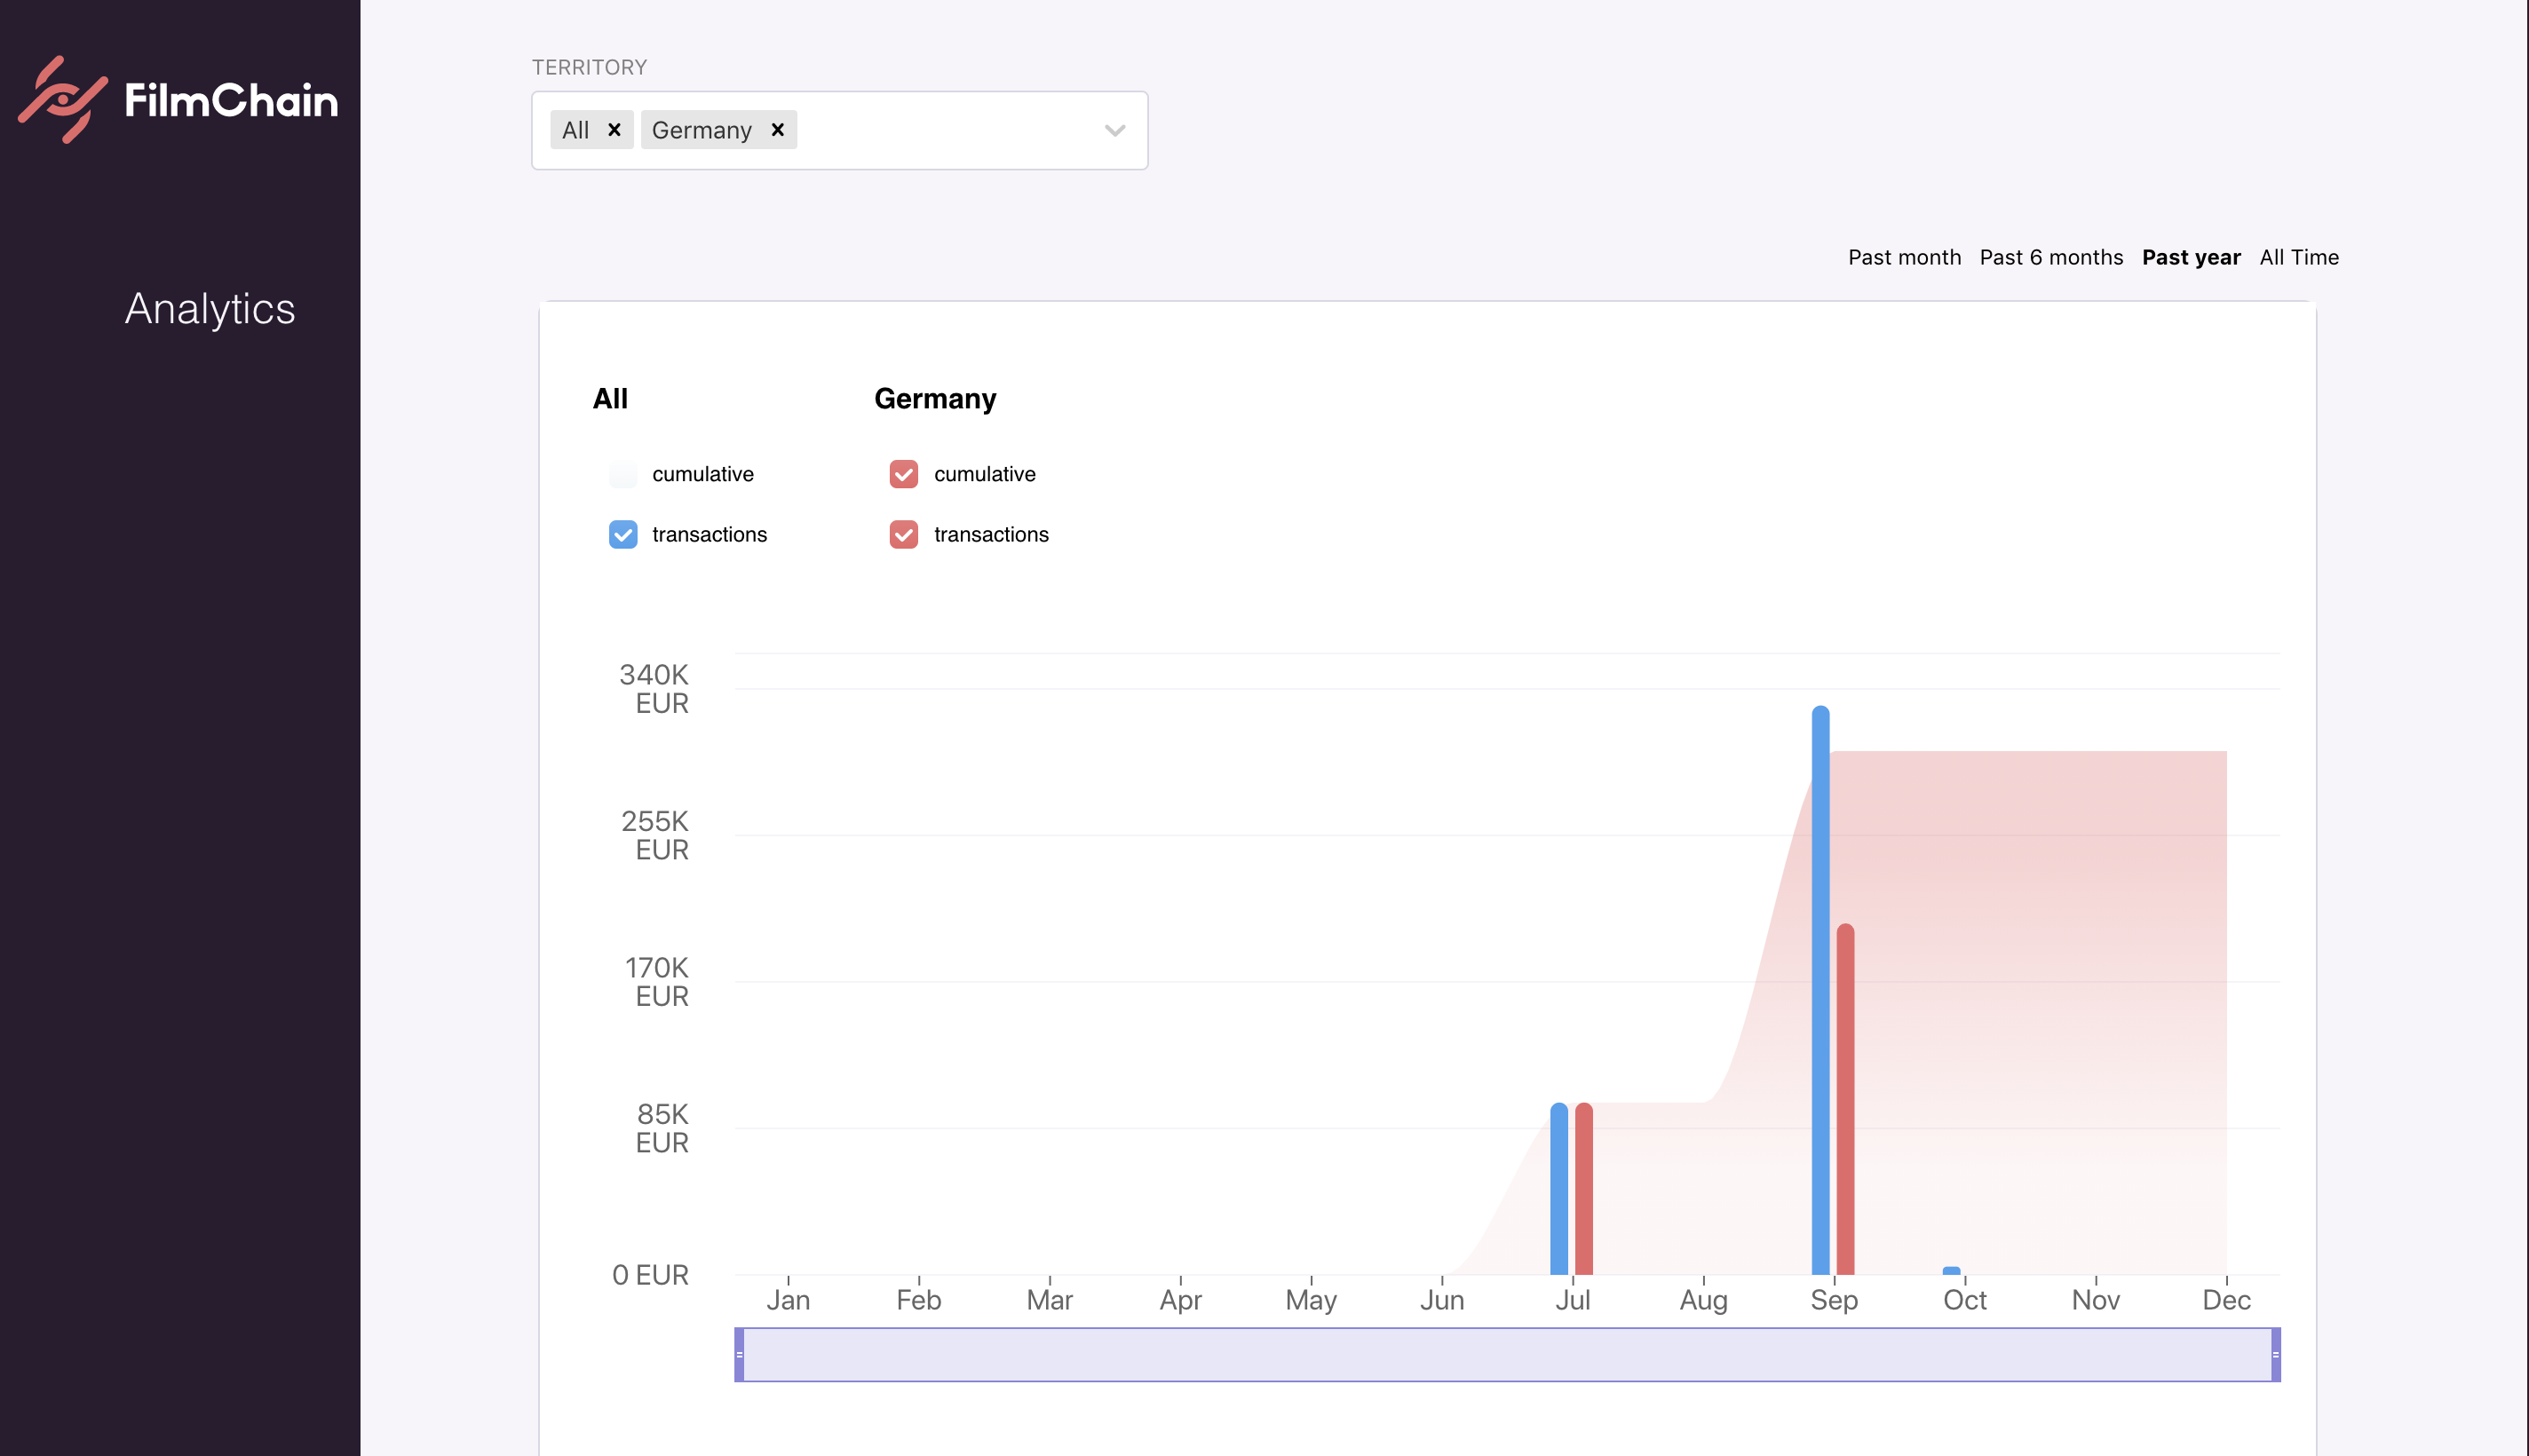 FilmChain
Analytics
TERRITORY
All
Germany
Past month Past 6 months Past year All Time
All
cumulative
transactions
Germany
cumulative
transactions
340K
EUR
255K
EUR
170K
EUR
85K
EUR
0 EUR
Jan Feb Mar Apr May Jun Jul Aug Sep Oct Nov Dec